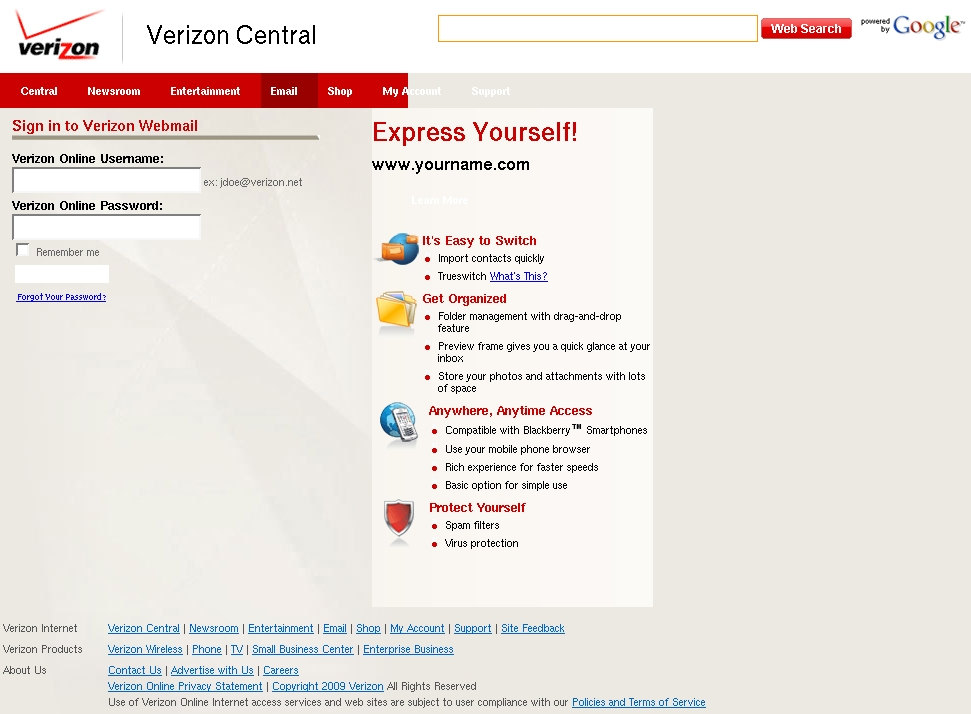 verizon
Verizon Central
Web Search
powered by Google™
Central Newsroom Entertainment Email Shop My Account Support
Sign in to Verizon Webmail
Verizon Online Username:
ex: jdoe@verizon.net
Verizon Online Password:
Remember me
Forgot Your Password?
Express Yourself!
www.yourname.com
Learn More
It's Easy to Switch
Import contacts quickly
Trueswitch What's This?
Get Organized
Folder management with drag-and-drop
feature
Preview frame gives you a quick glance at your
inbox
Store your photos and attachments with lots
of space
Anywhere, Anytime Access
Compatible with Blackberry™ Smartphones
Use your mobile phone browser
Rich experience for faster speeds
Basic option for simple use
Protect Yourself
Spam filters
Virus protection
Verizon Internet Verizon Central | Newsroom | Entertainment | Email | Shop | My Account | Support | Site Feedback
Verizon Products Verizon Wireless | Phone | TV | Small Business Center | Enterprise Business
About Us Contact Us | Advertise with Us | Careers
Verizon Online Privacy Statement | Copyright 2009 Verizon All Rights Reserved
Use of Verizon Online Internet access services and web sites are subject to user compliance with our Policies and Terms of Service